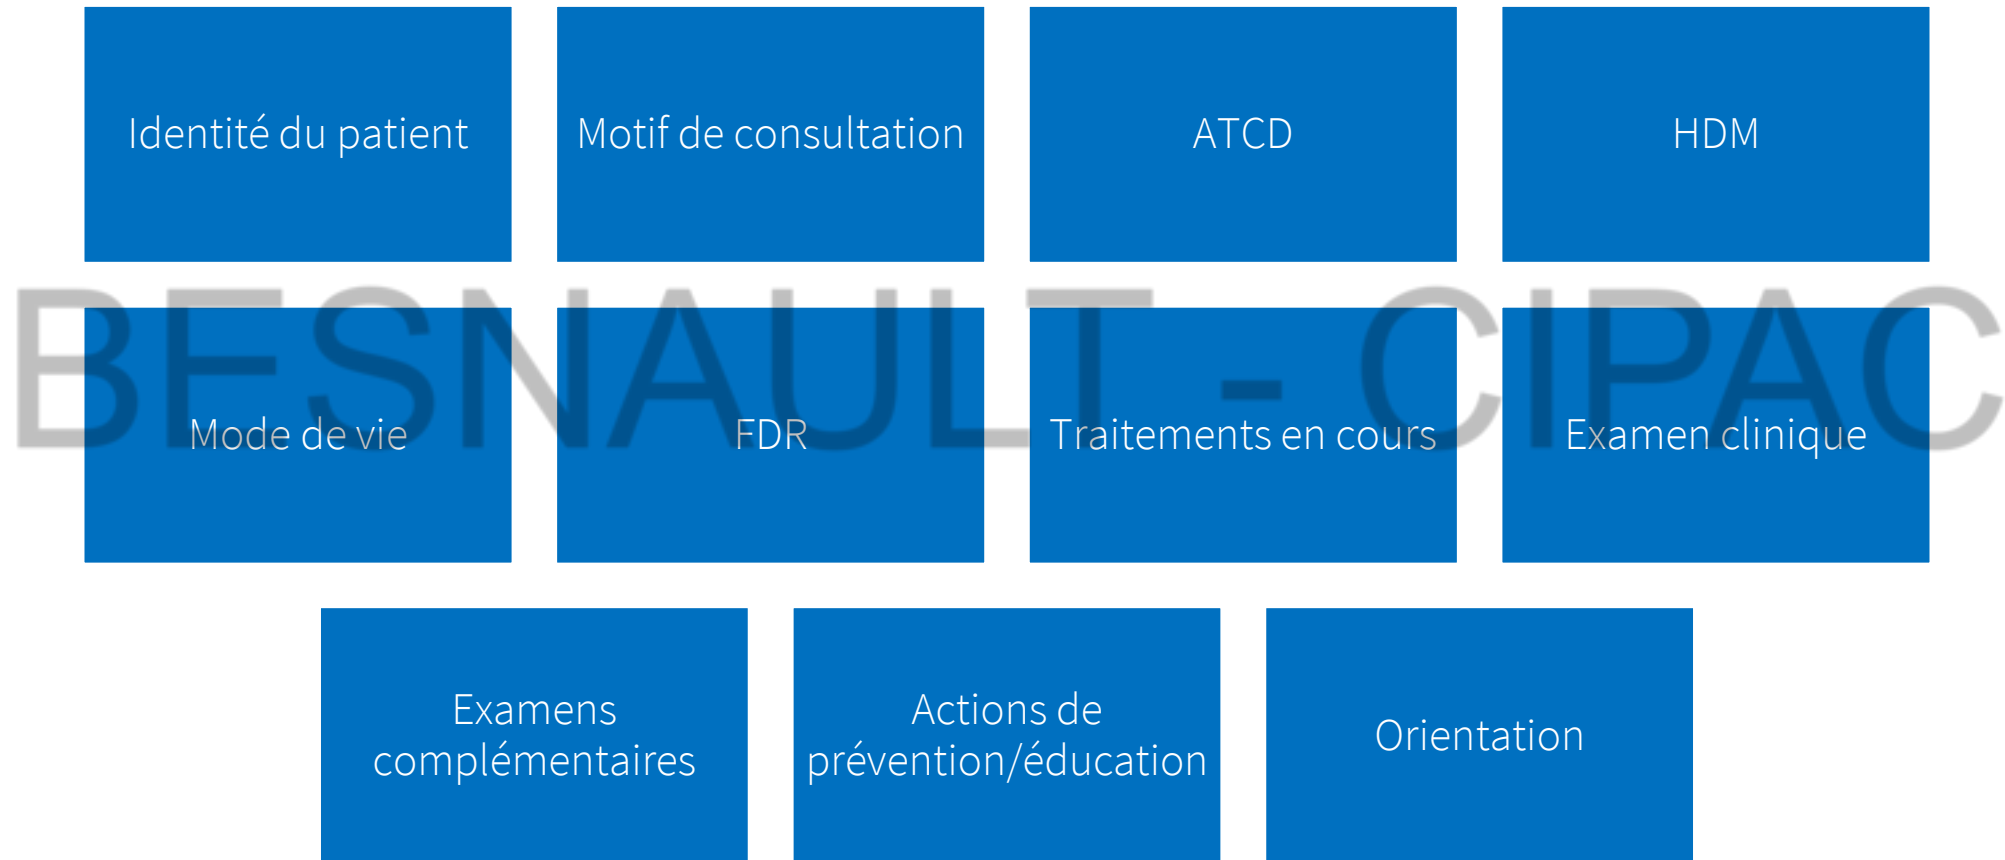 Identité du patient
Motif de consultation
ATCD
HDM
BESNAULT - CIPAC
Mode de vie
FDR
Traitements en cours
Examen clinique
Examens
complémentaires
Actions de
prévention/éducation
Orientation